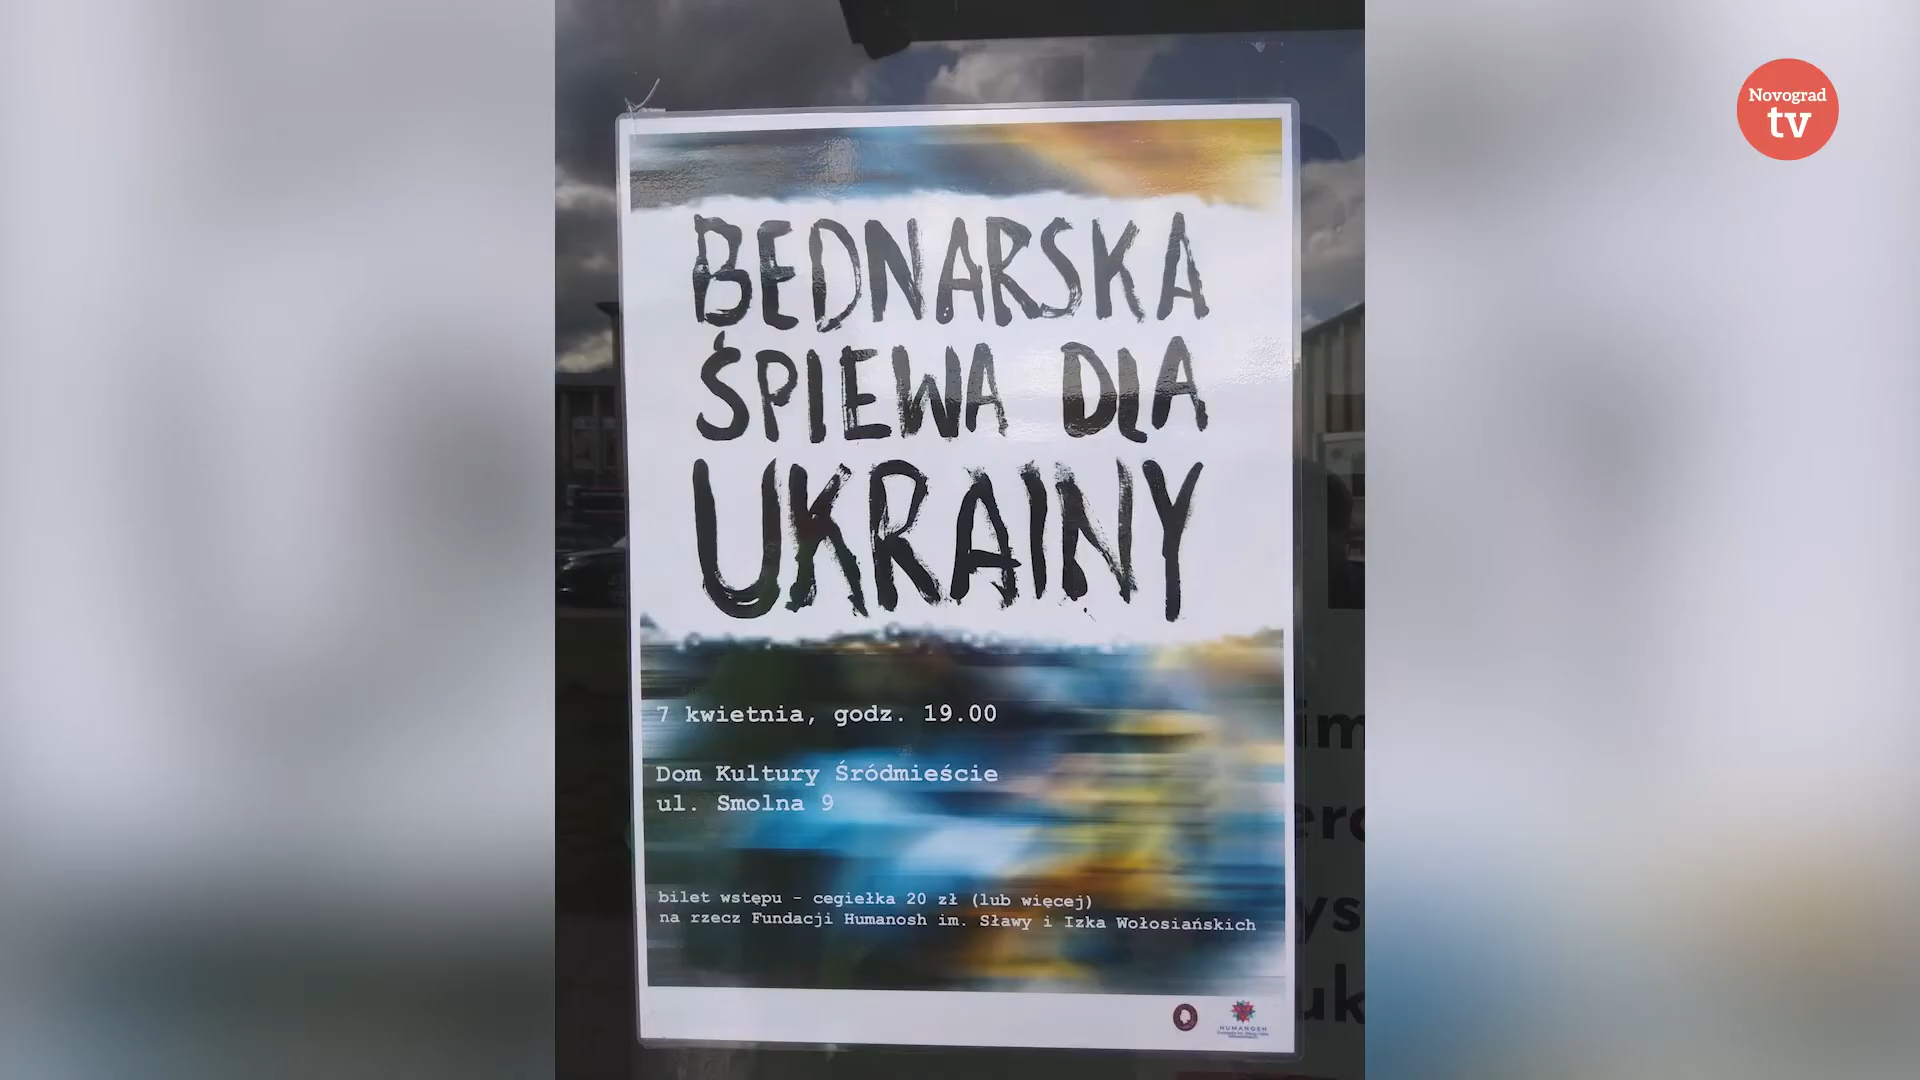 Novograd
tv
BEDNARSKA
ŚPIEWA DLA
UKRAINY
7 kwietnia, godz. 19.00
Dom Kultury Śródmieście
ul. Smolna 9
bilet wstępu - cegiełka 20 zł (lub więcej)
na rzecz Fundacji Humanosh im. Sławy i Izka Wołosiańskich
HUMANOSH